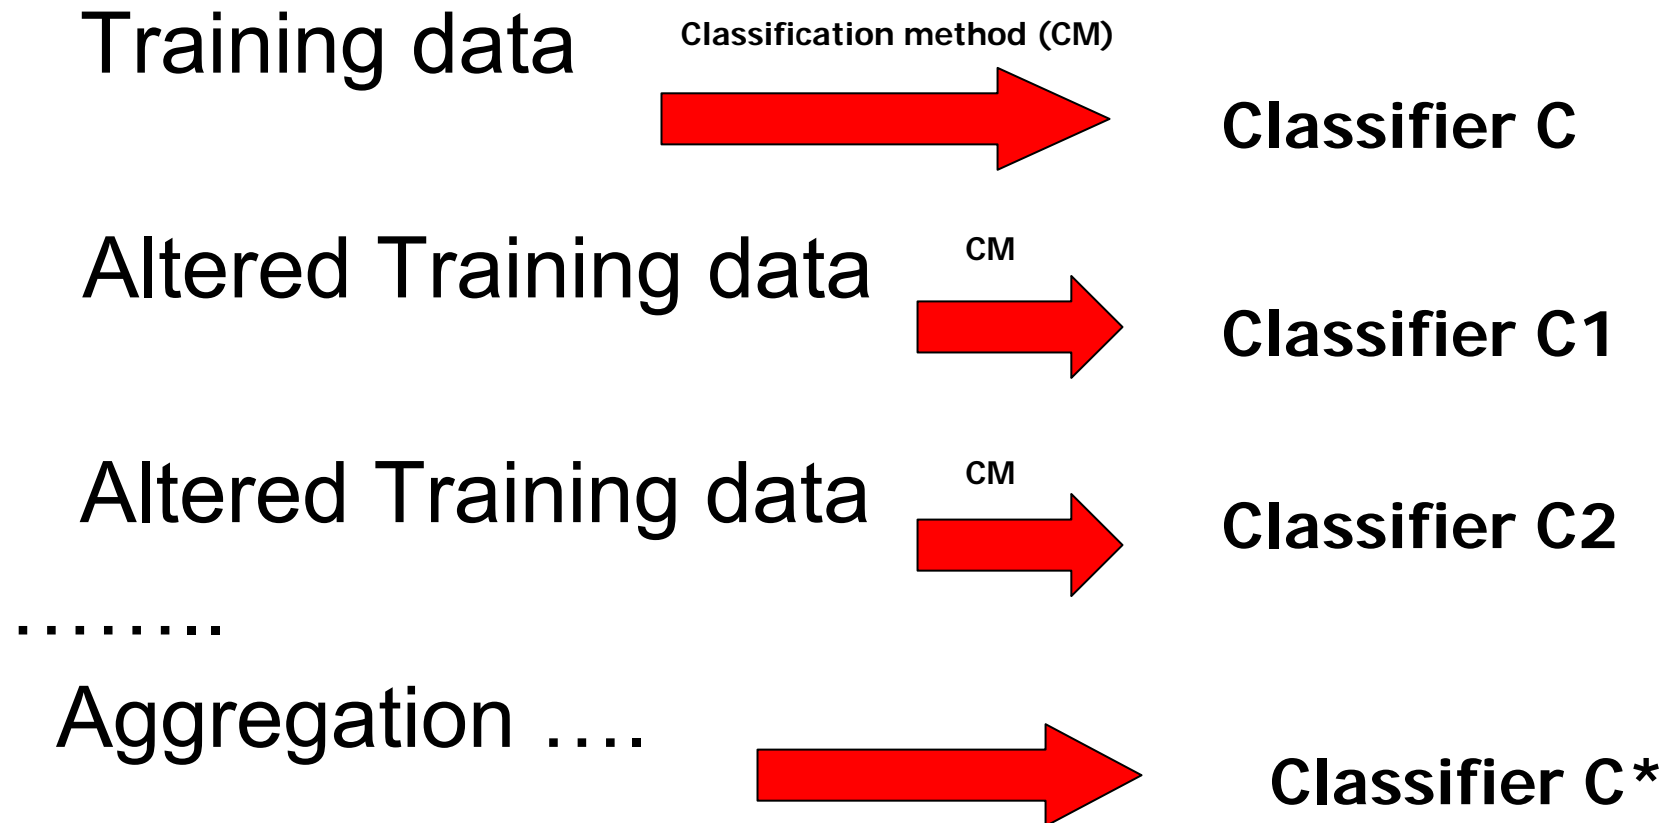 Training data
Classification method (CM)
Classifier C
Altered Training data
CM
Classifier C1
Altered Training data
CM
Classifier C2
……..
Aggregation ….
Classifier C*